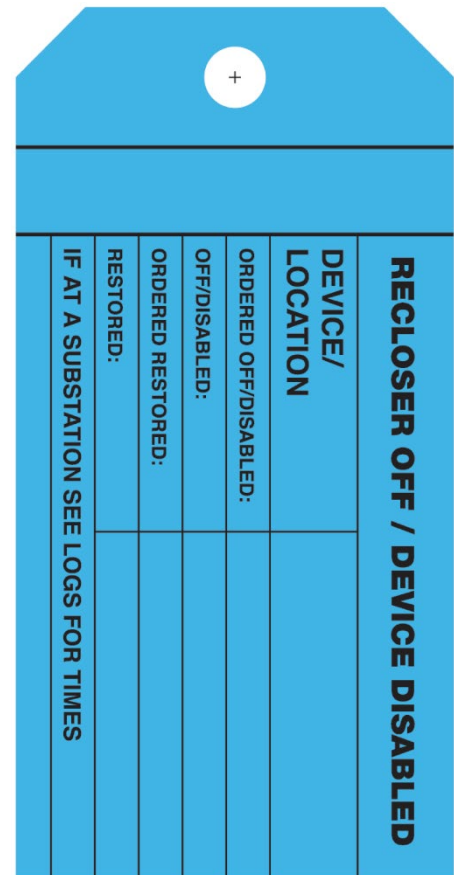 RECLOSER OFF / DEVICE DISABLED
DEVICE/
LOCATION
ORDERED OFF/DISABLED:
OFF/DISABLED:
ORDERED RESTORED:
RESTORED:
IF AT A SUBSTATION SEE LOGS FOR TIMES